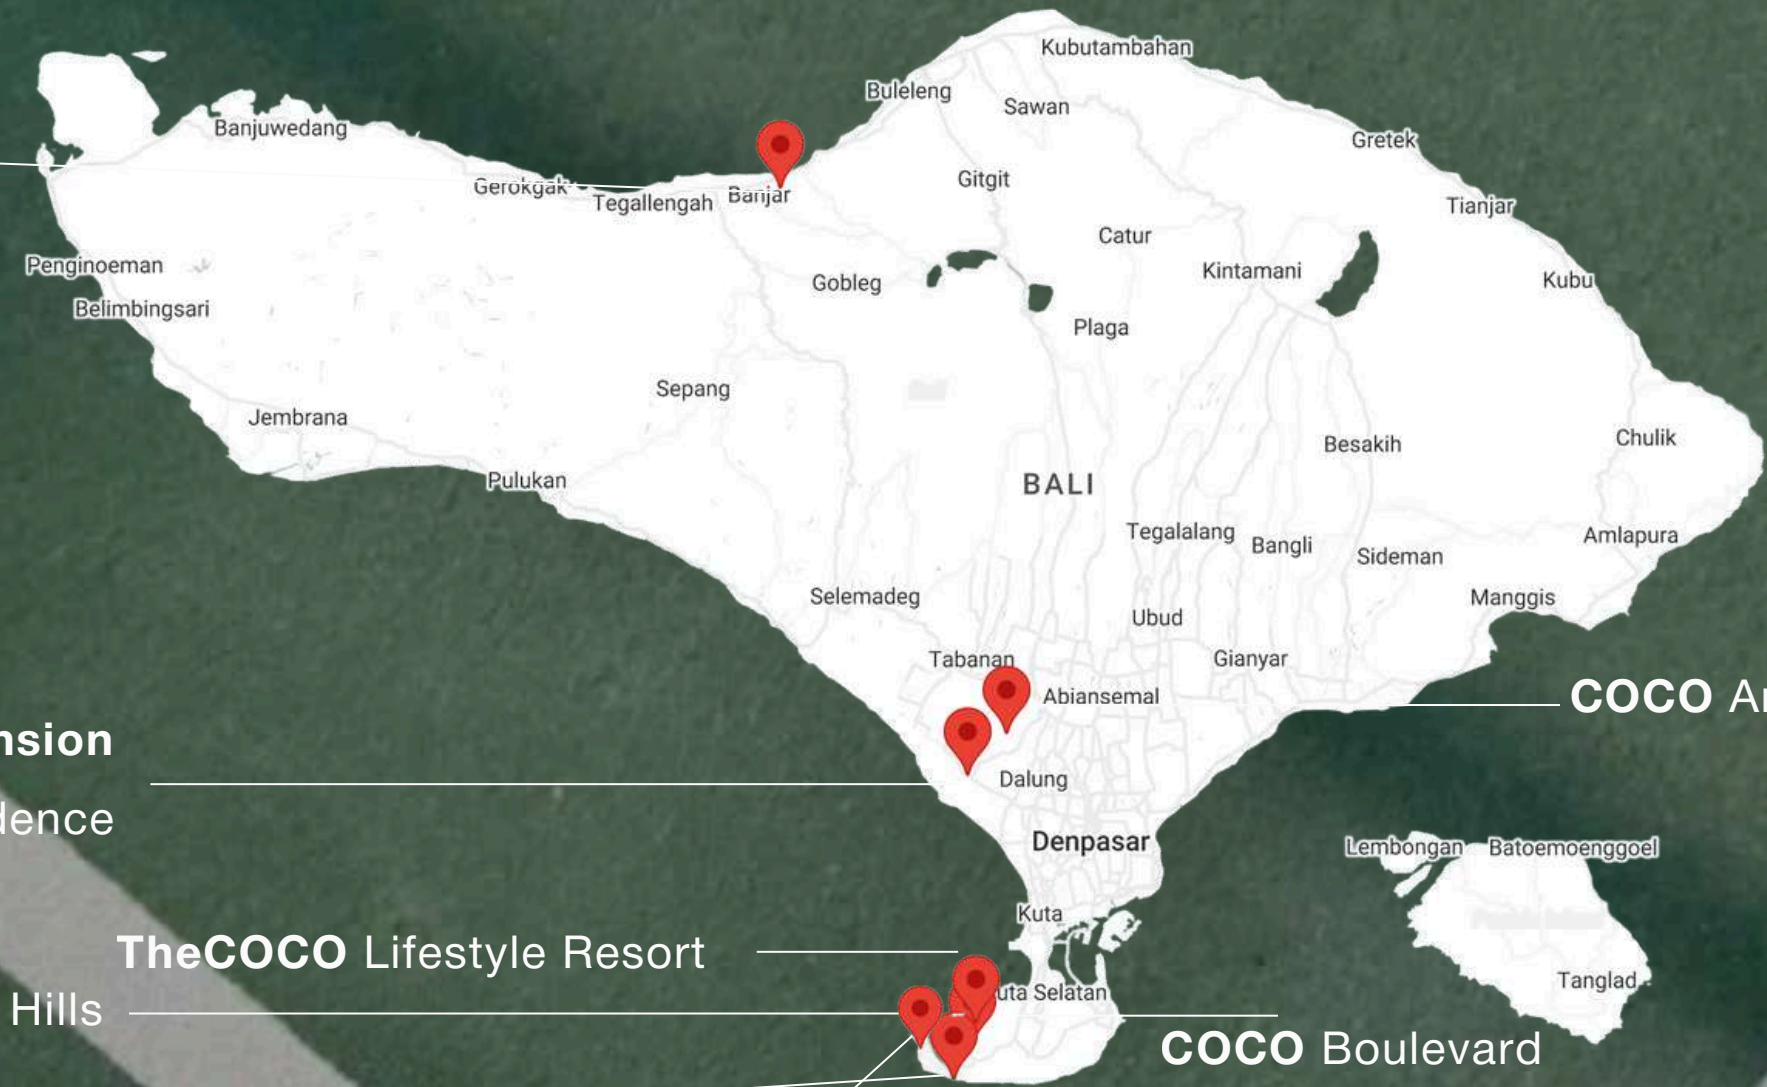 Kubutambahan
Buleleng
Sawan
Banjuwedang
Gretek
Gitgit
Gerokgak
Tegallengah
Banjar
Tianjar
Catur
Penginoeman
Kintamani
Gobleg
Kubu
Belimbingsari
Plaga
Sepang
Jembrana
Chulik
Besakih
Pulukan
BALI
Tegalalang
Bangli
Amlapura
Sideman
Selemadeg
Manggis
Ubud
Tabanan
Gianyar
Abiansemal
COCO
nsion
Dalung
dence
Denpasar
Lembongan
Batoemoenggoel
Kuta
TheCOCO Lifestyle Resort
Tanglad
uta Selatan
Hills
COCO Boulevard